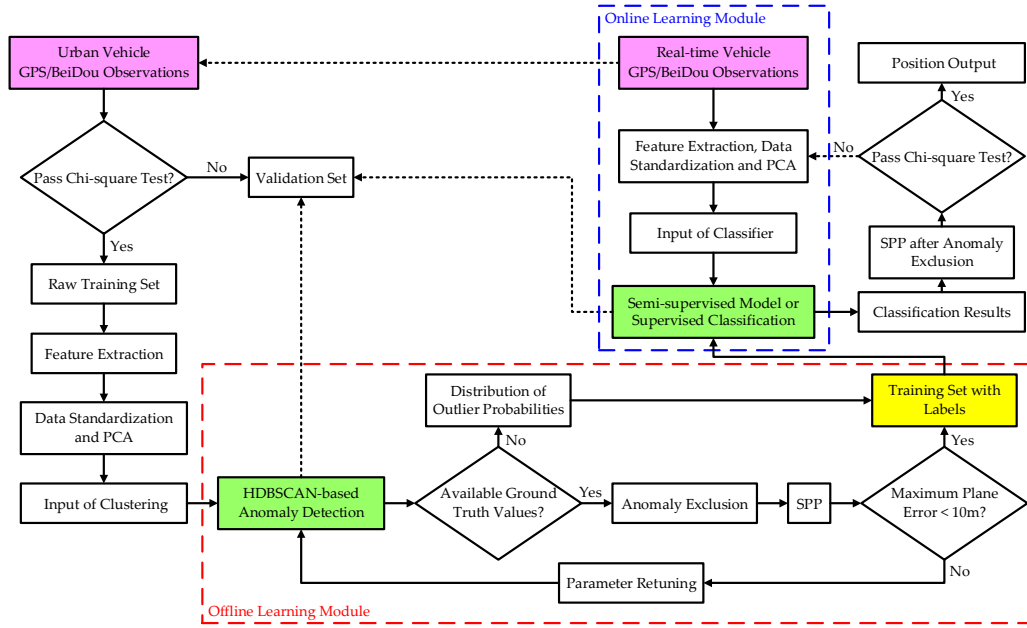 Online Learning Module
Urban Vehicle
GPS/BeiDou Observations
Real-time Vehicle
GPS/BeiDou Observations
Position Output
Yes
Pass Chi-square Test?
No
Validation Set
Feature Extraction, Data
Standardization and PCA
No
Pass Chi-square Test?
Yes
Input of Classifier
SPP after Anomaly
Exclusion
Raw Training Set
Semi-supervised Model or
Supervised Classification
Classification Results
Feature Extraction
Distribution of
Outlier Probabilities
Training Set with
Labels
Data Standardization
and PCA
No
Yes
Input of Clustering
HDBSCAN-based
Anomaly Detection
Available Ground
Truth Values?
Yes
Anomaly Exclusion
SPP
Maximum Plane
Error < 10m?
No
Parameter Retuning
Offline Learning Module